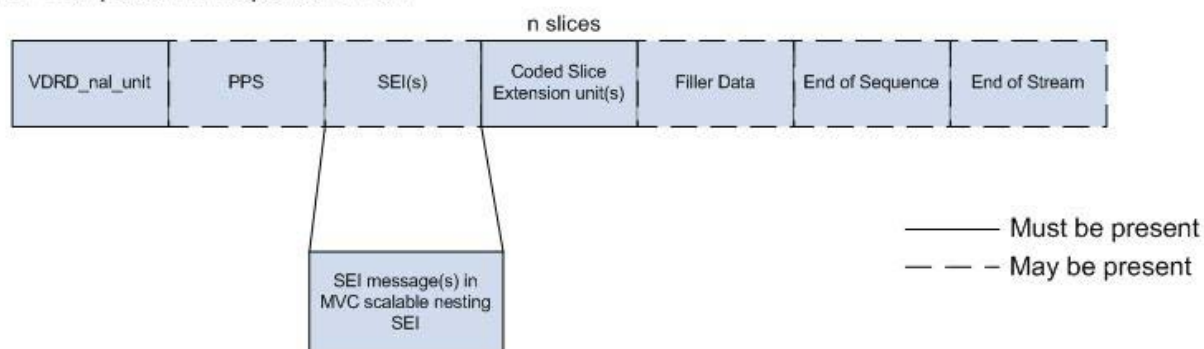 n slices
VDRD_nal_unit
PPS
SEI(s)
Coded Slice
Extension unit(s)
Filler Data
End of Sequence
End of Stream
SEI message(s) in
MVC scalable nesting
SEI
Must be present
May be present